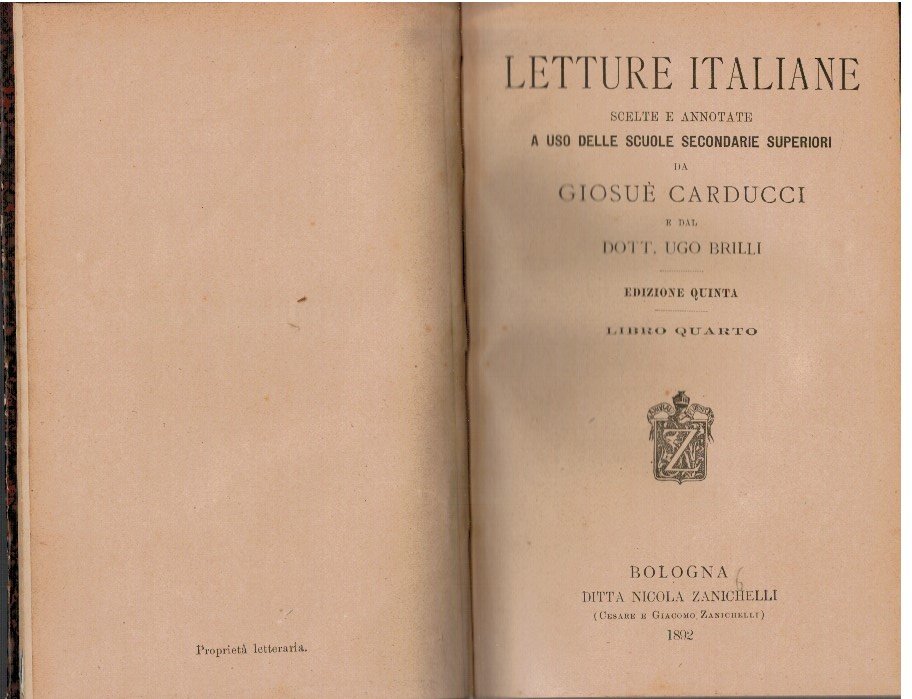 Proprietà letteraria.
LETTURE ITALIANE
SCELTE E ANNOTATE
A USO DELLE SCUOLE SECONDARIE SUPERIORI
DA
GIOSUÈ CARDUCCI
E DAL
DOTT. UGO BRILLI
EDIZIONE QUINTA
LIBRO QUARTO
Z
BOLOGNA
DITTA NICOLA ZANICHELLI
(CESARE E GIACOMO ZANICHELLI)
1892